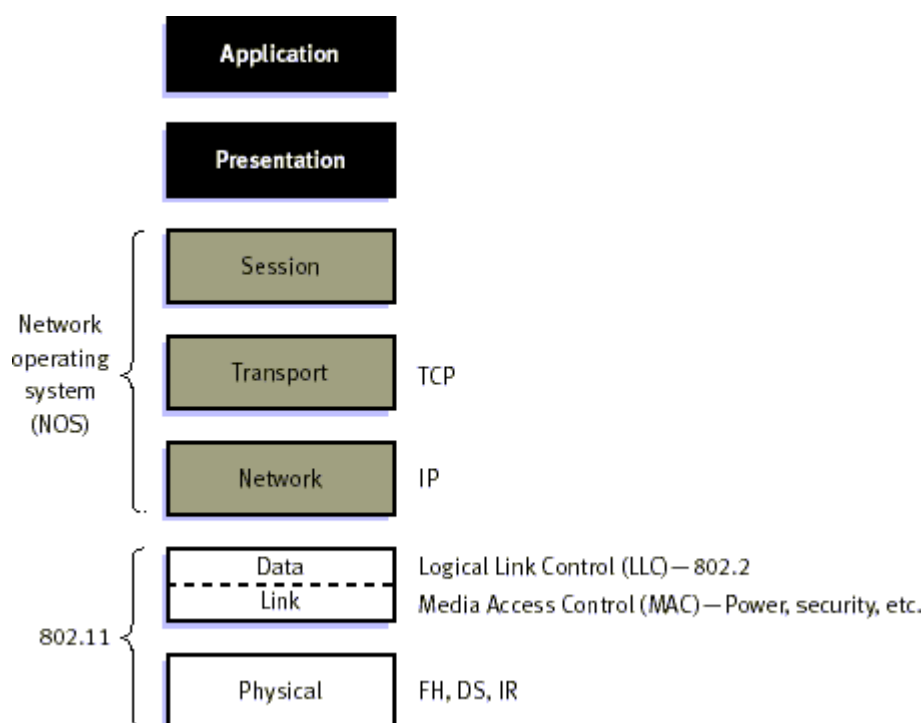 Application
Presentation
Session
Network
operating
system
(NOS)
Transport
TCP
Network
IP
Data
Logical Link Control (LLC)—802.2
Link
Media Access Control (MAC)—Power, security, etc.
802.11
Physical
FH, DS, IR